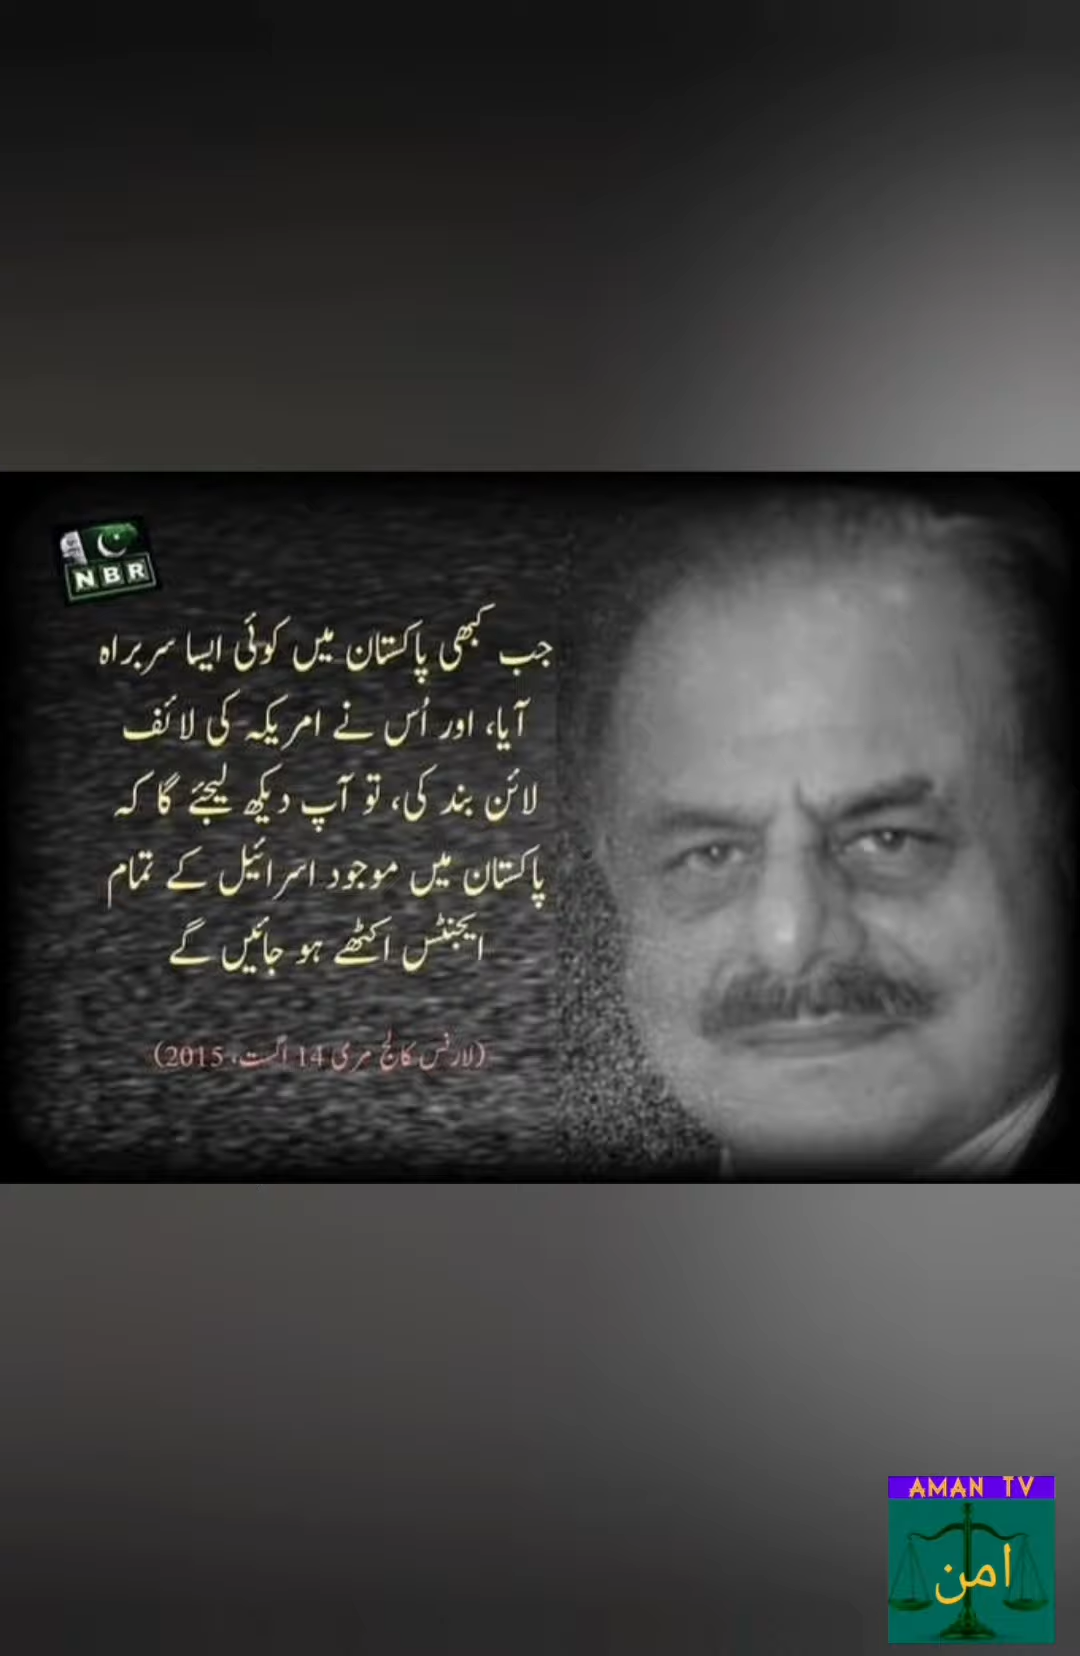 NBR
جب کبھی پاکستان میں کوئی ایسا سربراہ
آیا، اور اُس نے امریکہ کی لائف
لائن بند کی، تو آپ دیکھ لیجئے گا کہ
پاکستان میں موجود اسرائیل کے تمام
ایجنٹس اکٹھے ہو جائیں گے
(لارنس کالج مری 14 اگست، 2015)
AMAN TV
امن